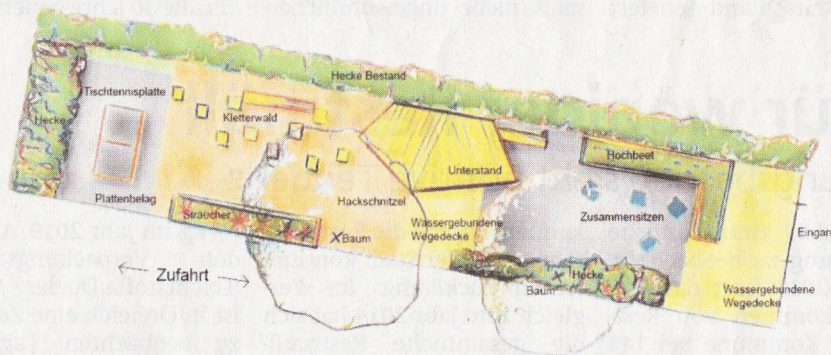 Hecke Bestand
Tischtennisplatte
Hecke
Kletterwald
Unterstand
Hochbeet
Plattenbelag
Sträucher
Hackschnitzel
Baum
Wassergebundene
Wegedecke
Zusammensitzen
Eingan
Zufahrt
Hecke
Baum
Wassergebundene
Wegedecke